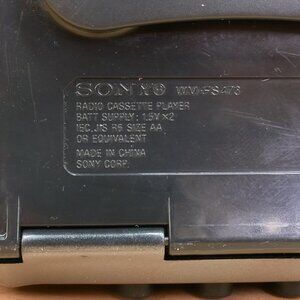 SONY WM-FS473
RADIO CASSETTE PLAYER
BATT SUPPLY: 1.5V×2
IEC, JIS R6 SIZE AA
OR EQUIVALENT
MADE IN CHINA
SONY CORP.